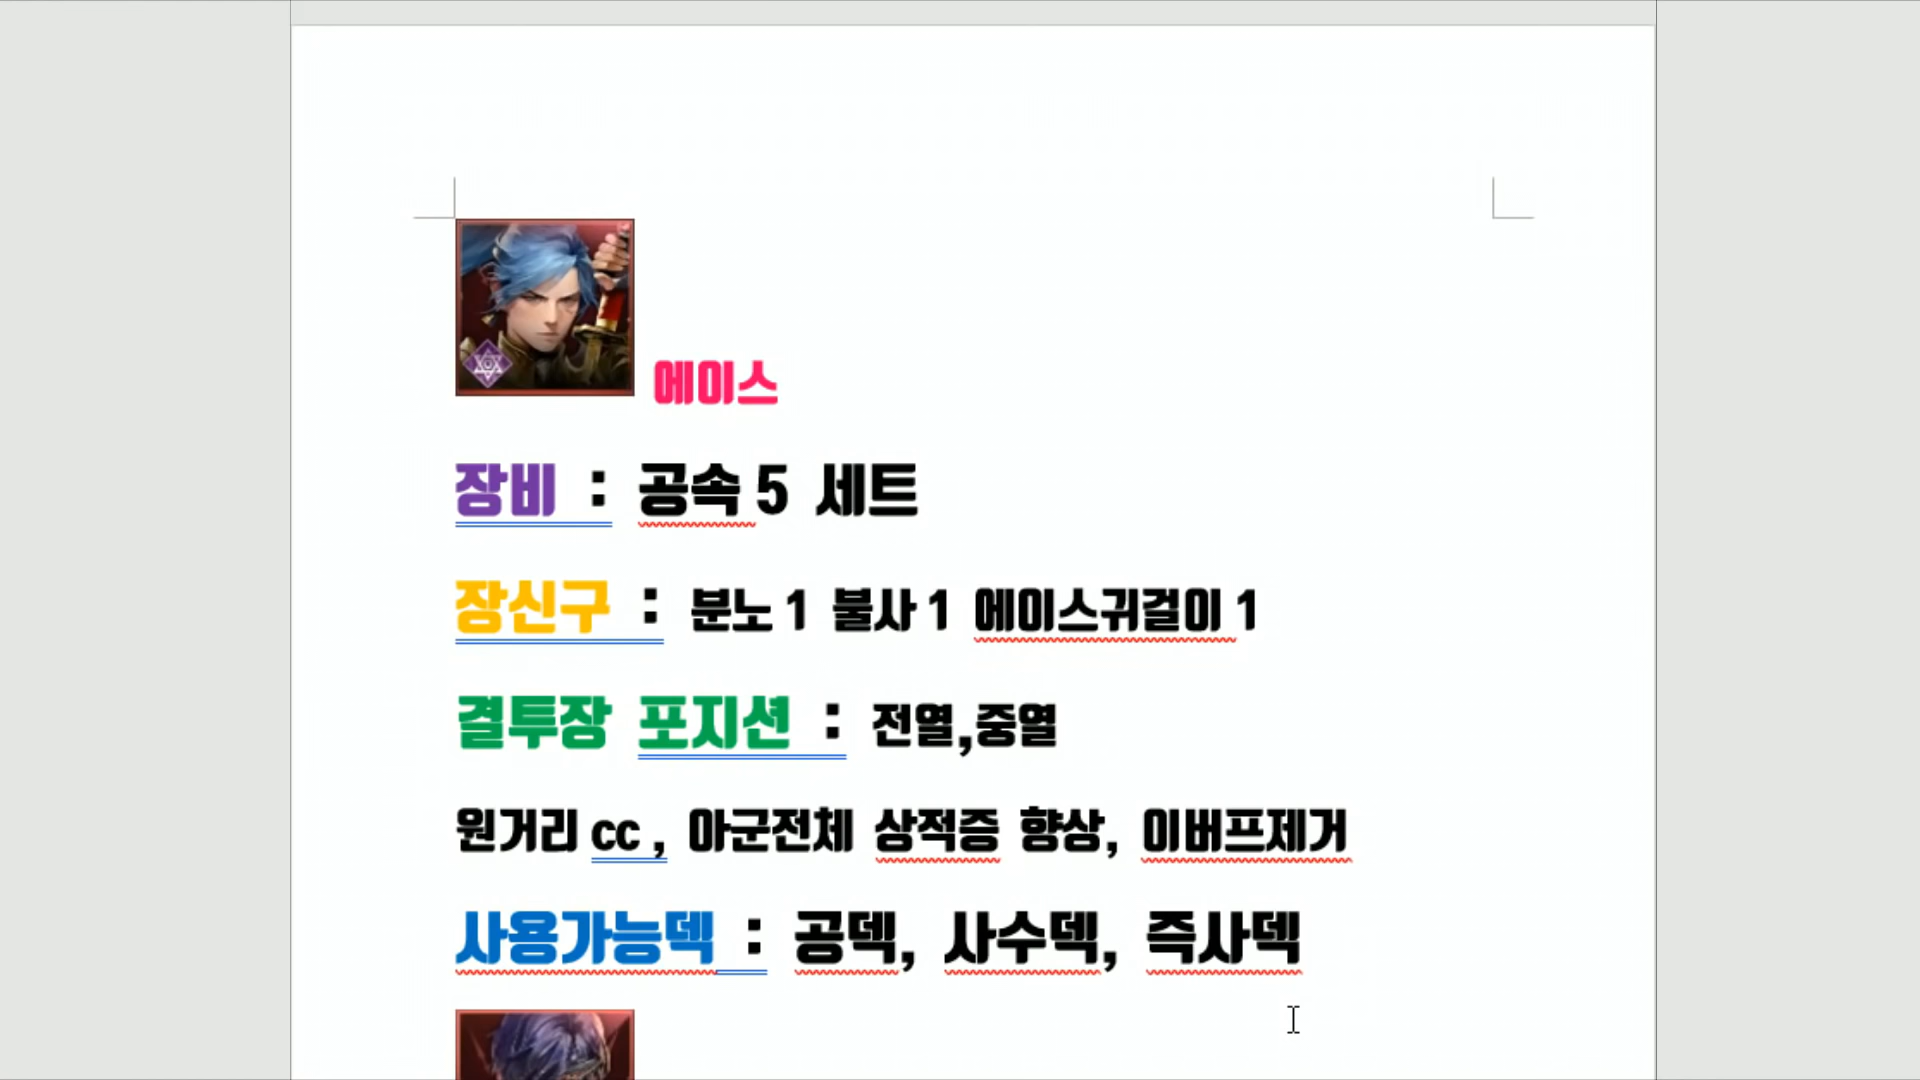 에이스
장비 : 공속5 세트
장신구 : 분노1 불사1 에이스귀걸이1
결투장 포지션 : 전열,중열
원거리cc, 아군전체 상적증 향상, 이버프제거
사용가능덱 : 공덱, 사수덱, 즉사덱